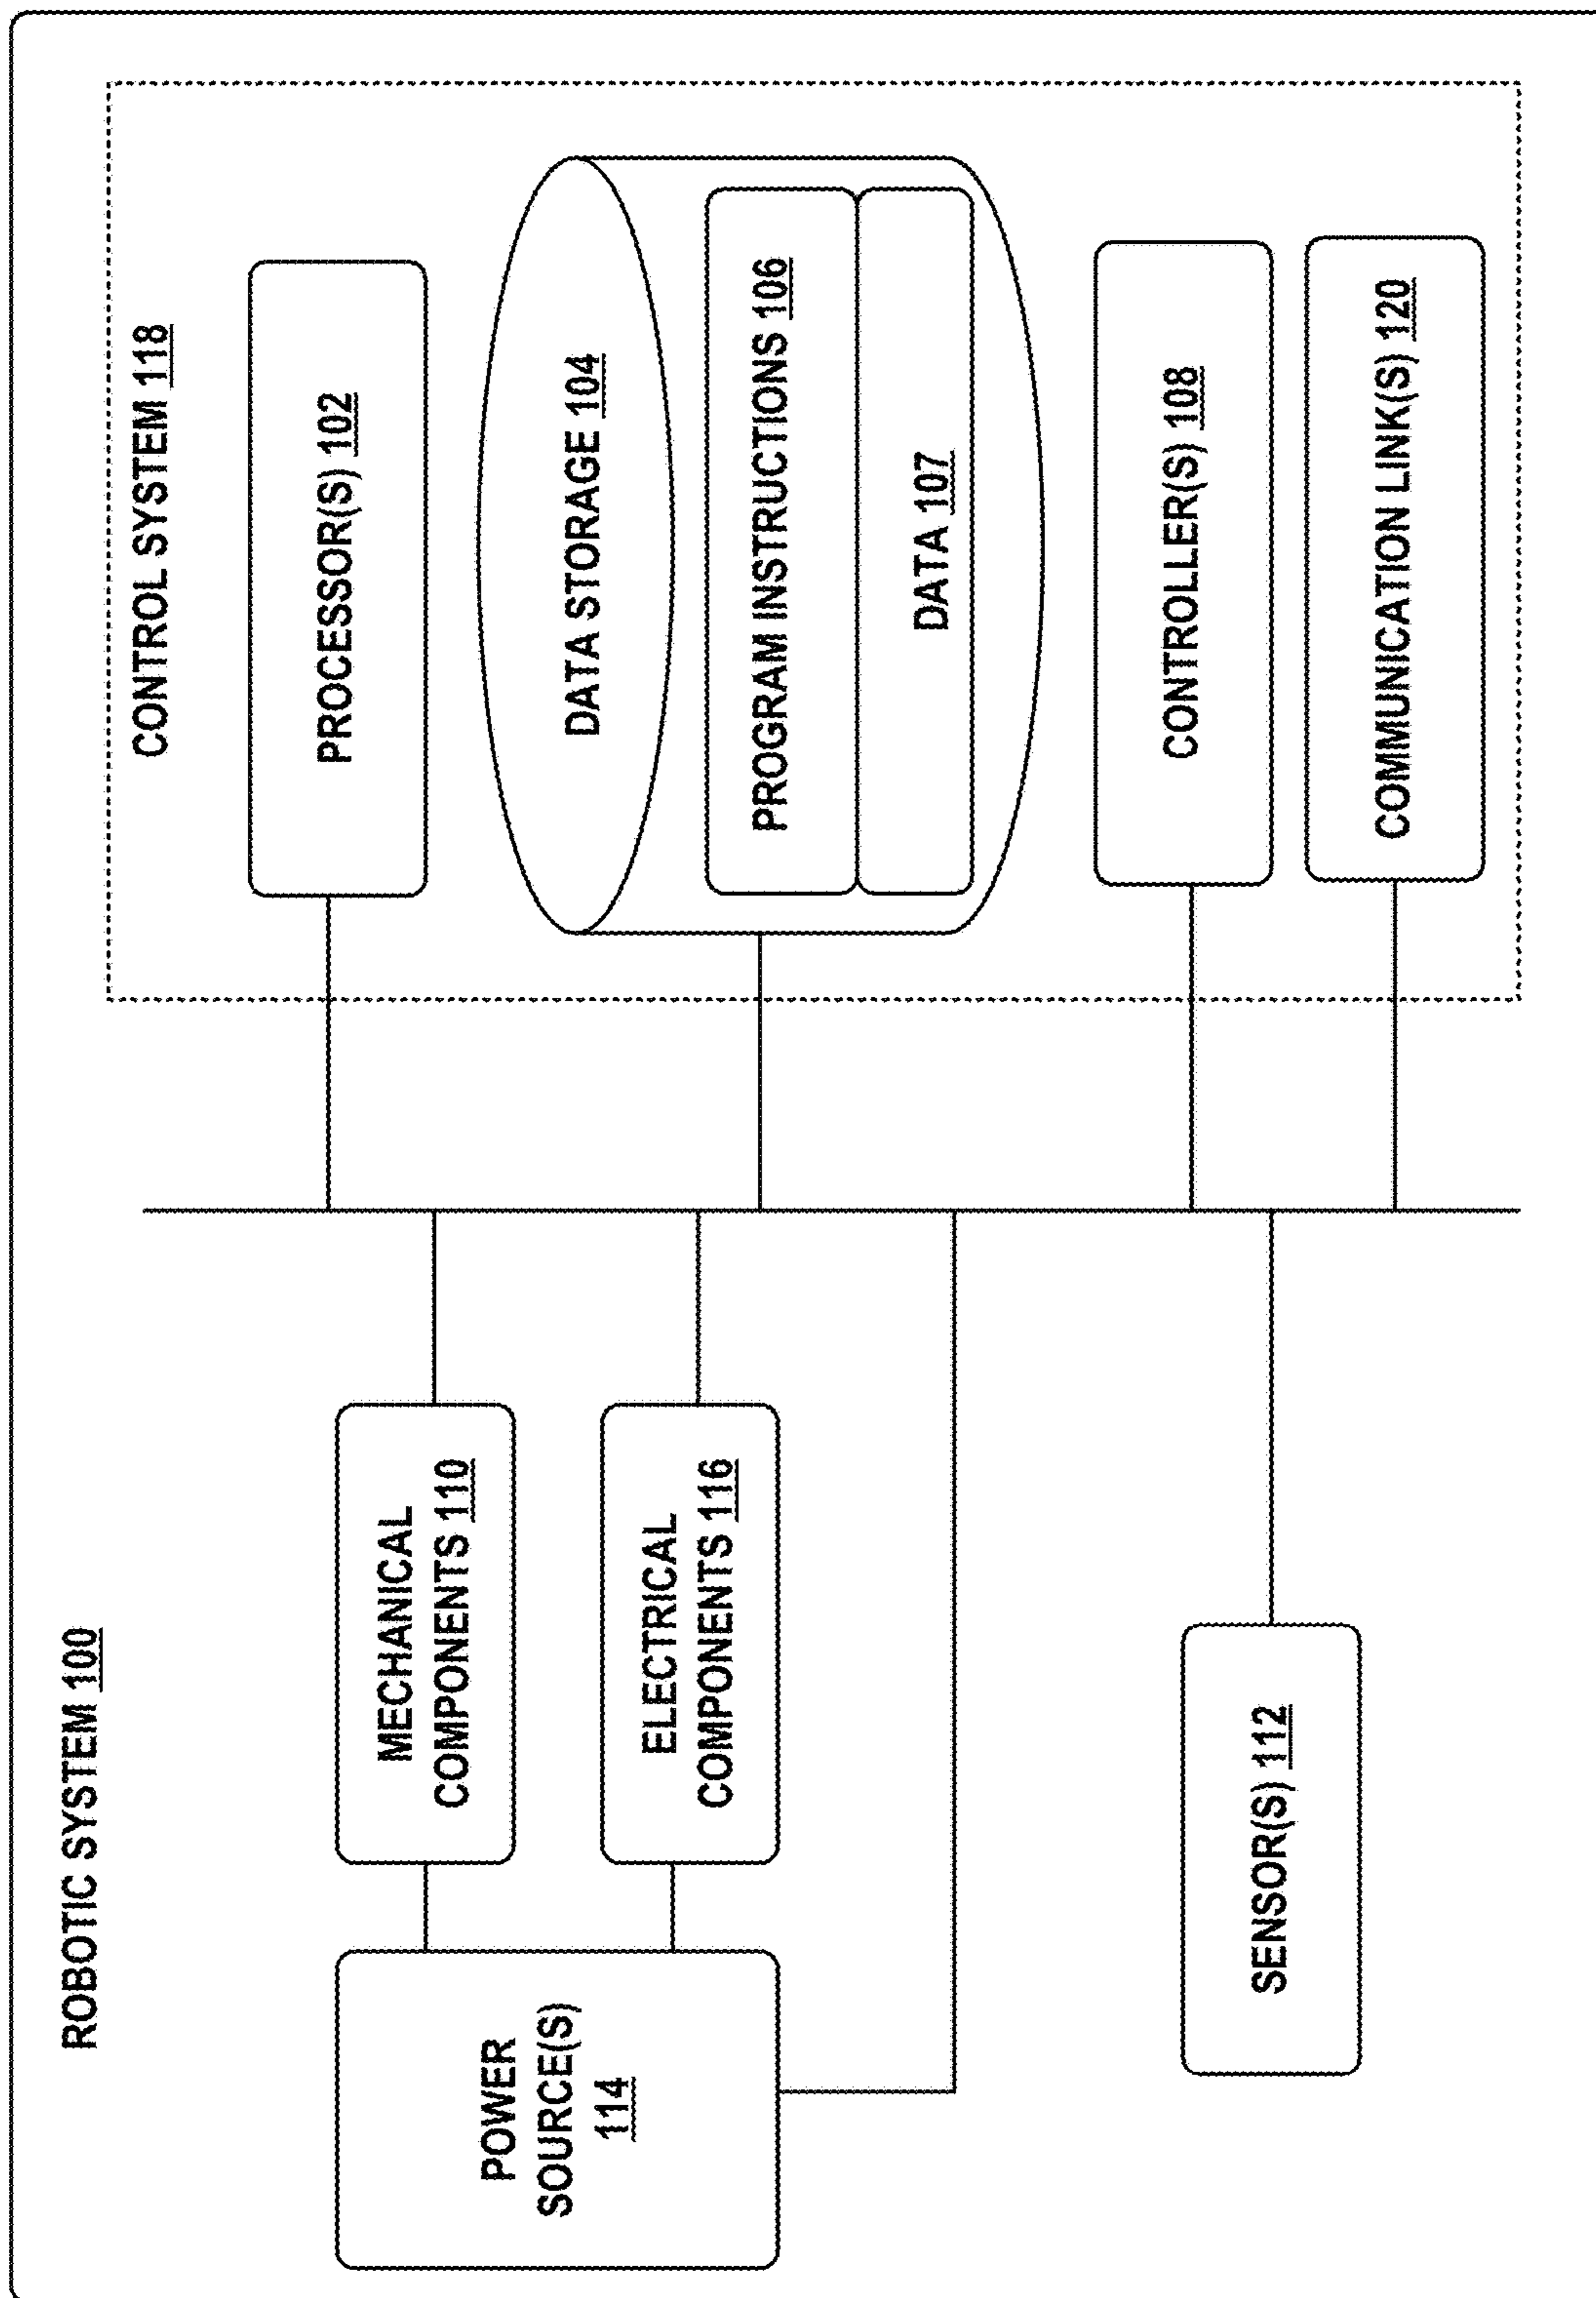 ROBOTIC SYSTEM 100
POWER
SOURCE(S)
114
MECHANICAL
COMPONENTS 110
ELECTRICAL
COMPONENTS 116
SENSOR(S) 112
CONTROL SYSTEM 118
PROCESSOR(S) 102
DATA STORAGE 104
PROGRAM INSTRUCTIONS 106
DATA 107
CONTROLLER(S) 108
COMMUNICATION LINK(S) 120